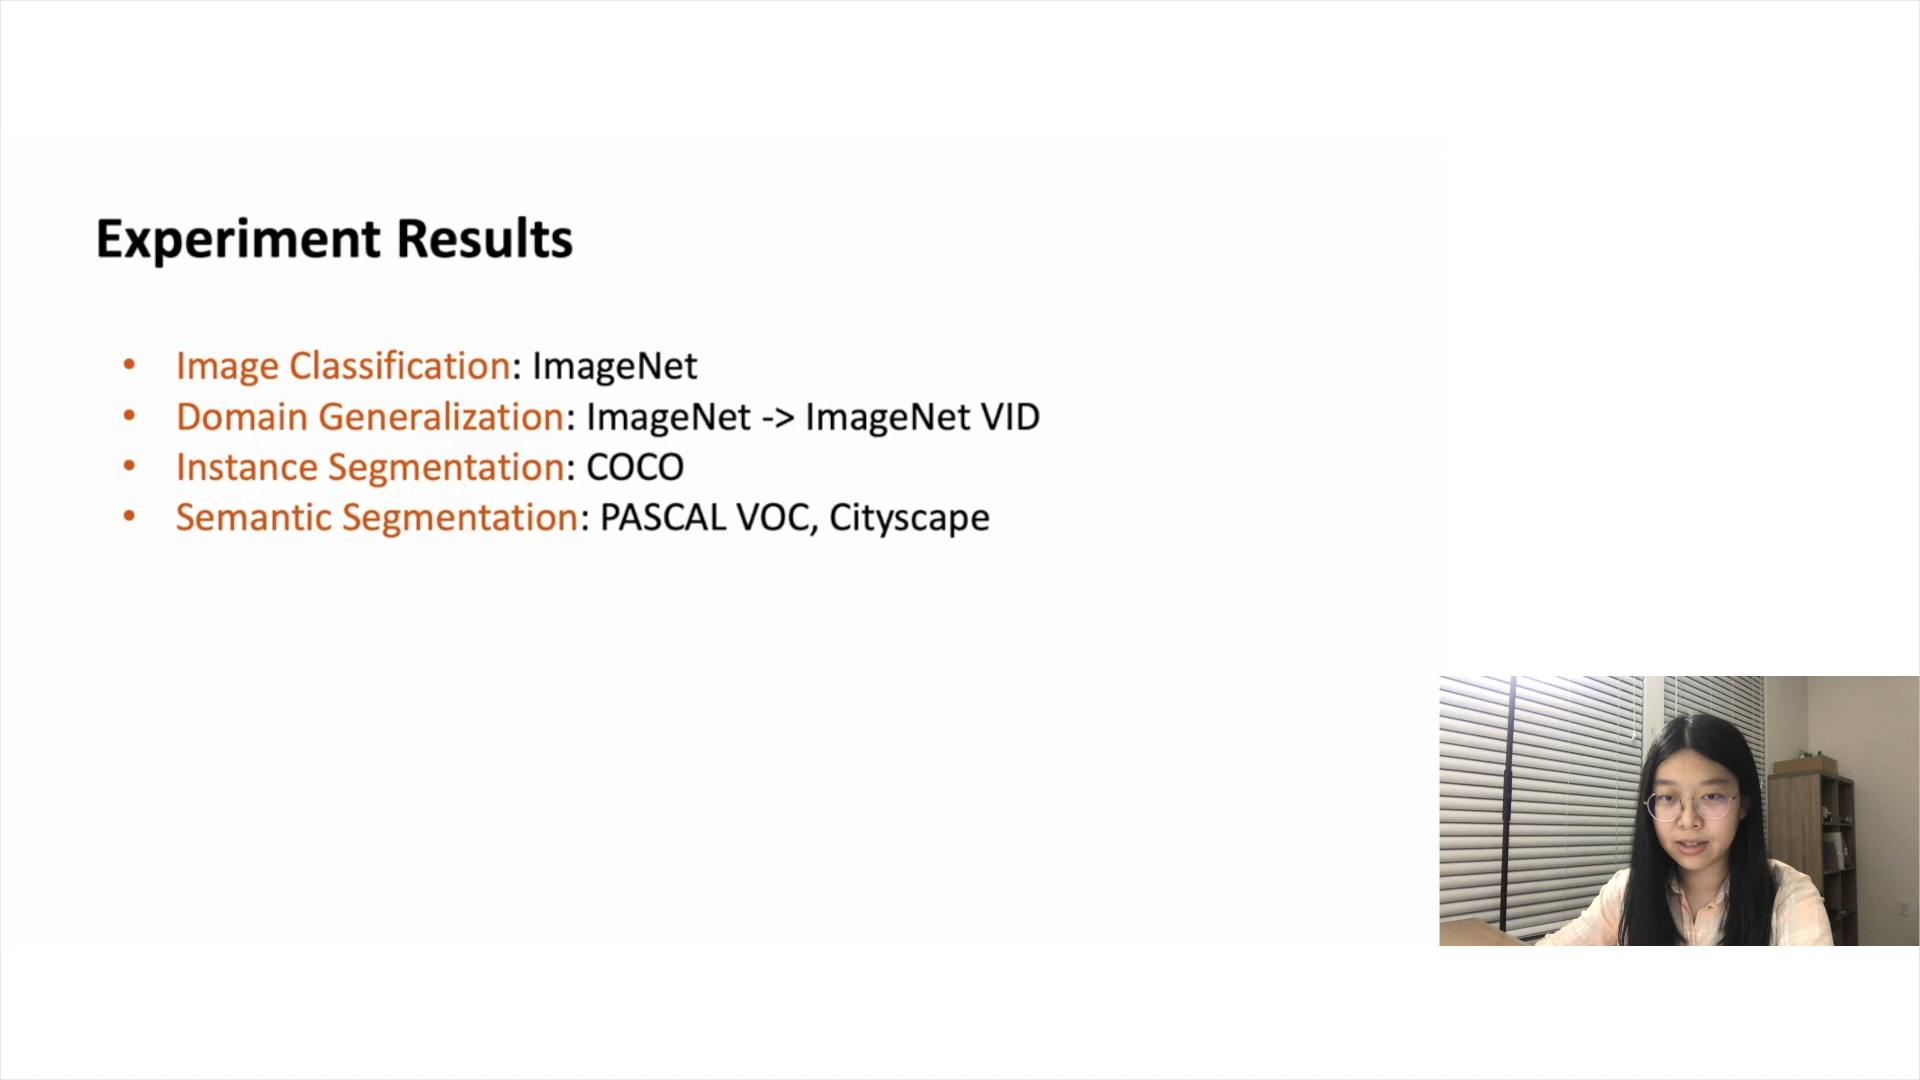 Experiment Results
• Image Classification: ImageNet
• Domain Generalization: ImageNet -> ImageNet VID
• Instance Segmentation: COCO
• Semantic Segmentation: PASCAL VOC, Cityscape